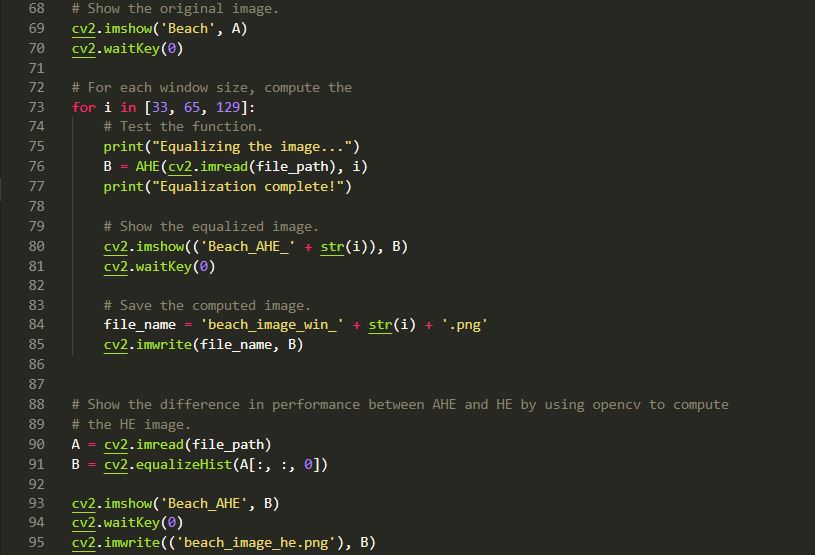 68 # Show the original image.
69 cv2.imshow('Beach', A)
70 cv2.waitKey(0)
71
72 # For each window size, compute the
73 for i in [33, 65, 129]:
74     # Test the function.
75     print("Equalizing the image...")
76     B = AHE(cv2.imread(file_path), i)
77     print("Equalization complete!")
78
79     # Show the equalized image.
80     cv2.imshow(('Beach_AHE_' + str(i)), B)
81     cv2.waitKey(0)
82
83     # Save the computed image.
84     file_name = 'beach_image_win_' + str(i) + '.png'
85     cv2.imwrite(file_name, B)
86
87
88 # Show the difference in performance between AHE and HE by using opencv to compute
89 # the HE image.
90 A = cv2.imread(file_path)
91 B = cv2.equalizeHist(A[:, :, 0])
92
93 cv2.imshow('Beach_AHE', B)
94 cv2.waitKey(0)
95 cv2.imwrite(('beach_image_he.png'), B)